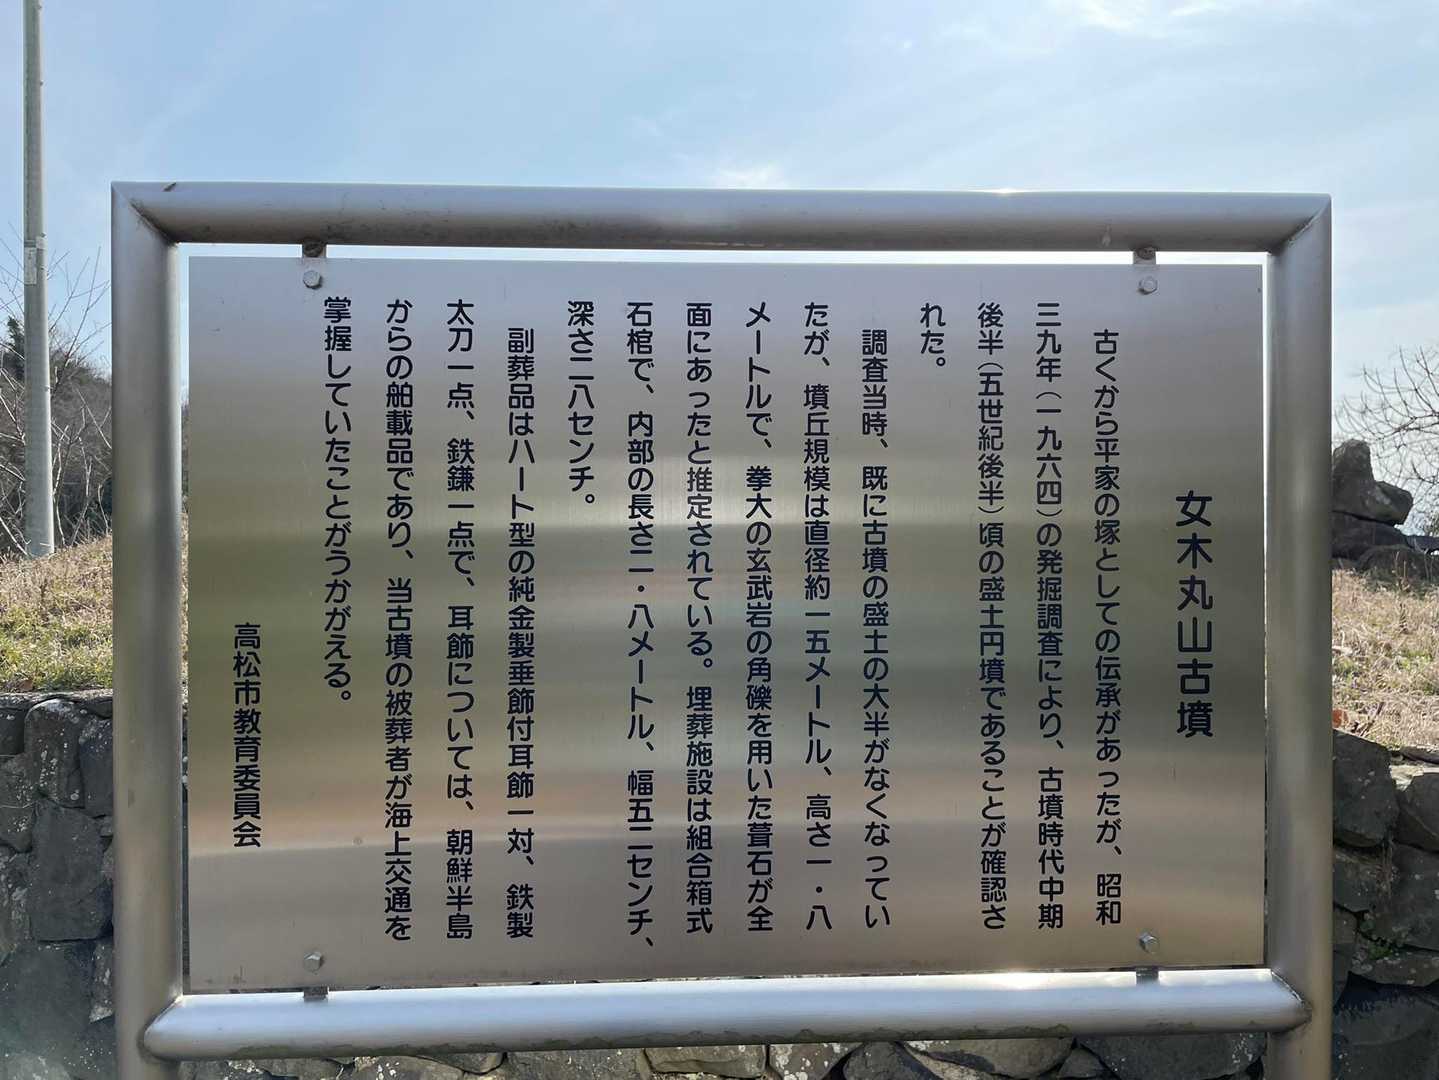 女木丸山古墳
古くから平家の塚としての伝承があったが、昭和
三九年(一九六四)の発掘調査により、古墳時代中期
後半(五世紀後半)頃の盛土円墳であることが確認さ
れた。
調査当時、既に古墳の盛土の大半がなくなってい
たが、墳丘規模は直径約一五メートル、高さ一・八
メートルで、拳大の玄武岩の角礫を用いた葺石が全
面にあったと推定されている。埋葬施設は組合箱式
石棺で、内部の長さ二・八メートル、幅五二センチ、
深さ二八センチ。
副葬品はハート型の純金製垂飾付耳飾一対、鉄製
太刀一点、鉄鎌一点で、耳飾については、朝鮮半島
からの舶載品であり、当古墳の被葬者が海上交通を
掌握していたことがうかがえる。
高松市教育委員会